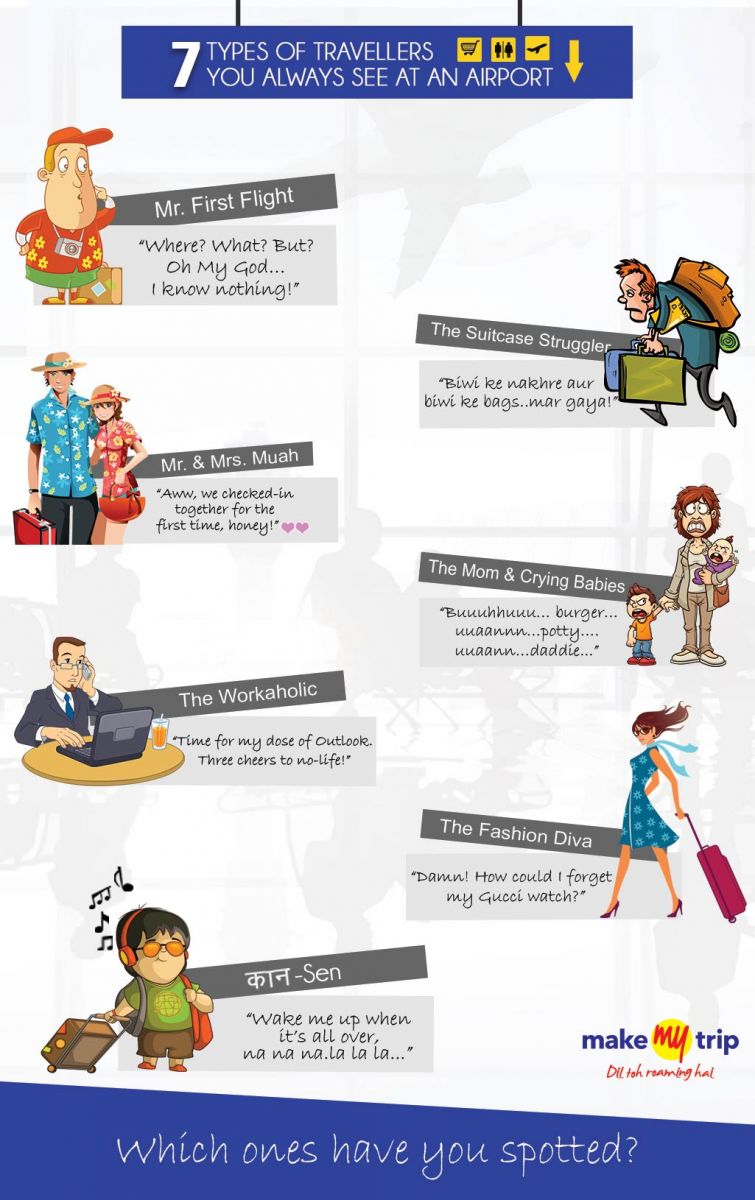 7 TYPES OF TRAVELLERS
YOU ALWAYS SEE AT AN AIRPORT
Mr. First Flight
"Where? What? But?
Oh My God...
I know nothing!"
The Suitcase Struggler
"Biwi ke nakhre aur
biwi ke bags..mar gaya!"
Mr. & Mrs. Muah
"Aww, we checked-in
together for the
first time, honey!"
The Mom & Crying Babies
"Buuuhhuuu... burger...
uuaannn...potty....
uuaann...daddie..."
The Workaholic
"Time for my dose of Outlook.
Three cheers to no-life!"
The Fashion Diva
"Damn! How could I forget
my Gucci watch?"
कान-Sen
"Wake me up when
it's all over,
na na na.la la la..."
make my trip
Dil toh roaming hai
Which ones have you spotted?